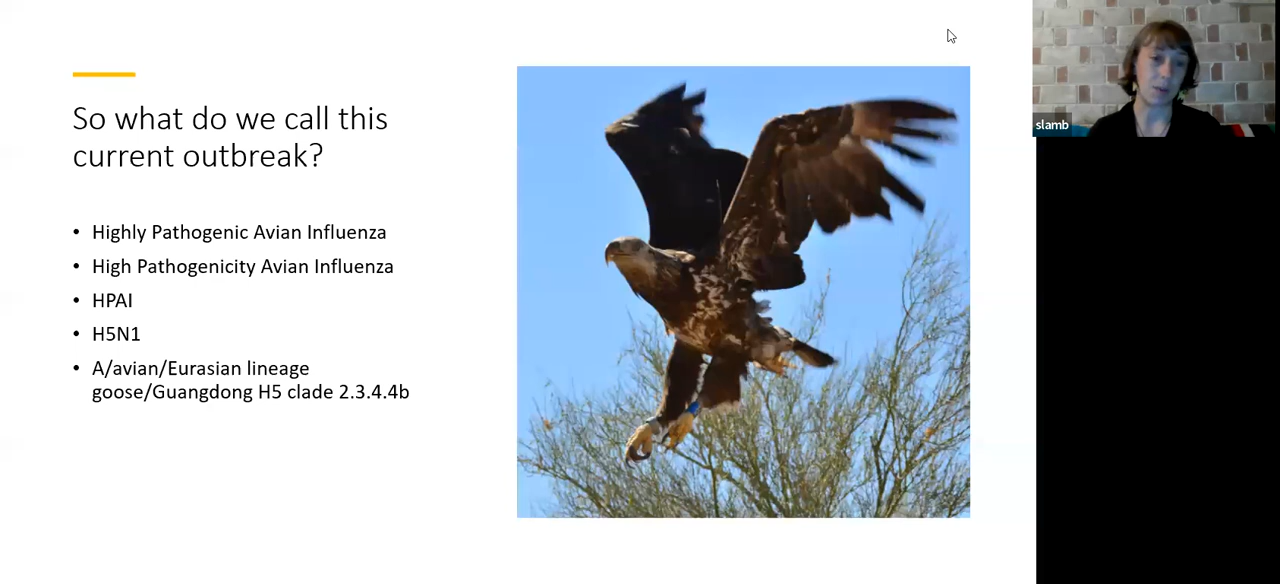 So what do we call this
current outbreak?
• Highly Pathogenic Avian Influenza
• High Pathogenicity Avian Influenza
• HPAI
• H5N1
• A/avian/Eurasian lineage
goose/Guangdong H5 clade 2.3.4.4b
slamb